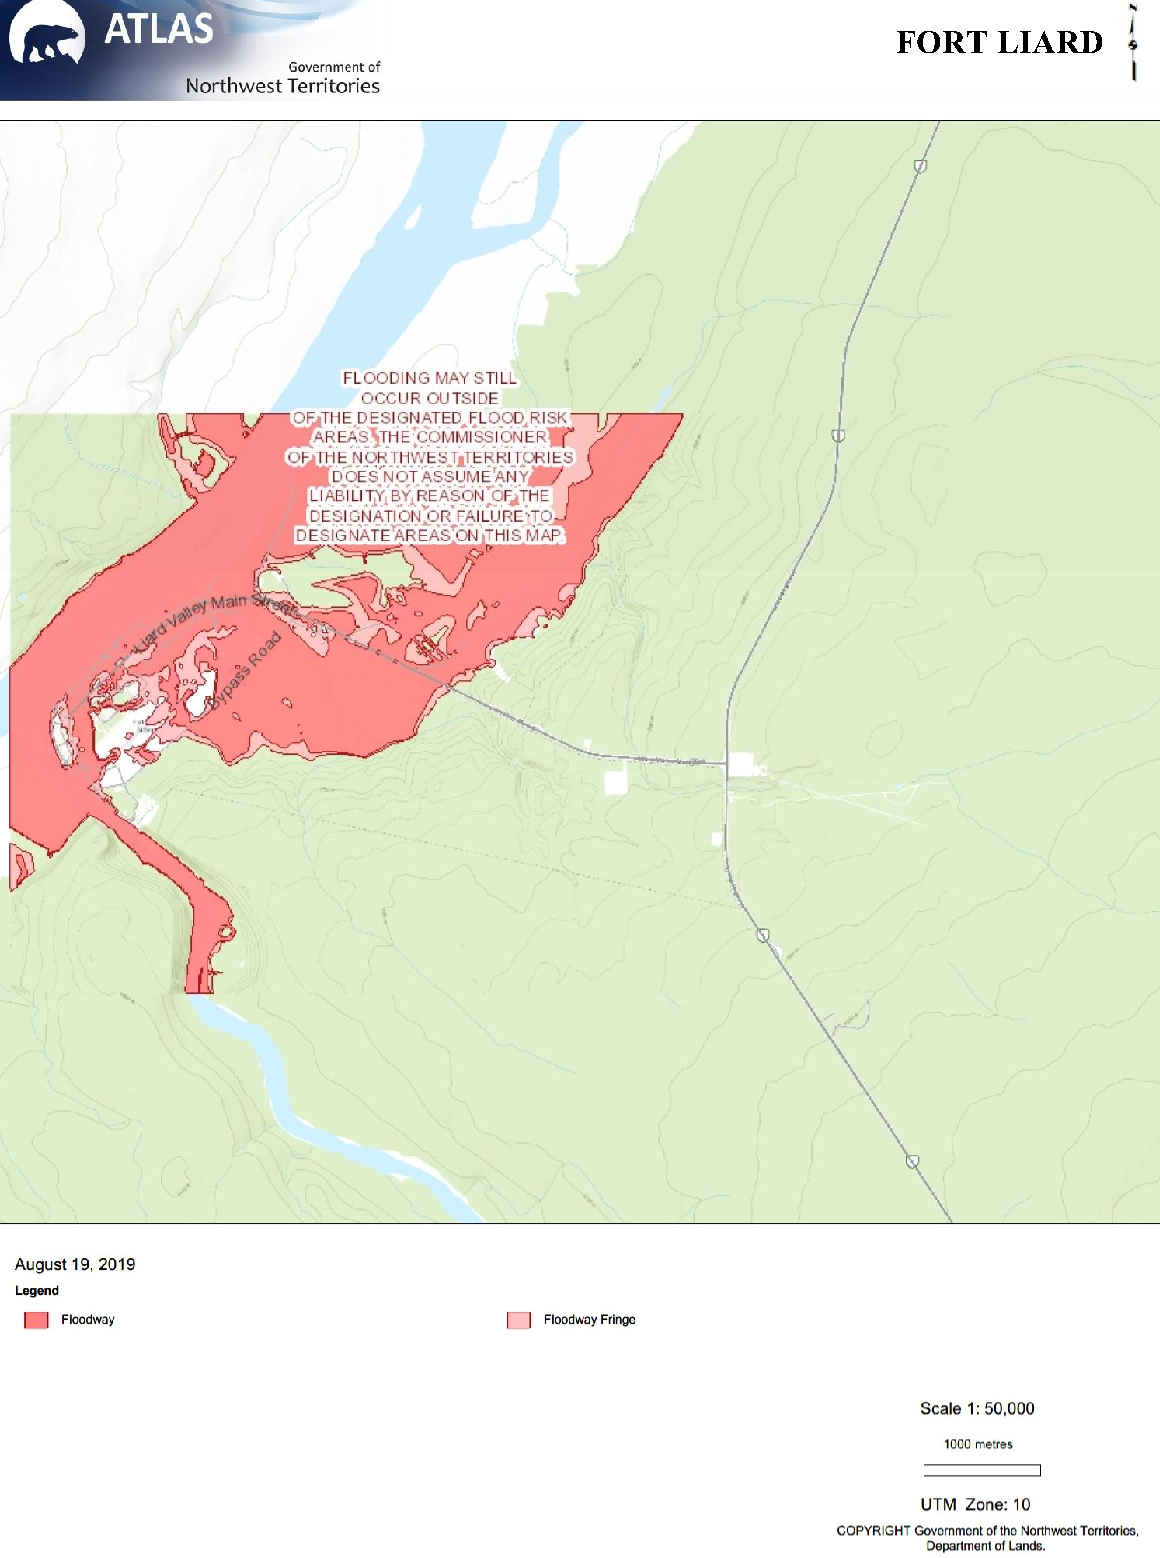 ATLAS
Government of
Northwest Territories
FORT LIARD
FLOODING MAY STILL
OCCUR OUTSIDE
OF THE DESIGNATED FLOOD RISK
AREAS, THE COMMISSIONER
OF THE NORTHWEST TERRITORIES
DOES NOT ASSUME ANY
LIABILITY BY REASON OF THE
DESIGNATION OR FAILURE TO
DESIGNATE AREAS ON THIS MAP.
Liard Valley Main Street
Bypass Road
August 19, 2019
Legend
Floodway
Floodway Fringe
Scale 1: 50,000
1000 metres
UTM Zone: 10
COPYRIGHT Government of the Northwest Territories,
Department of Lands.